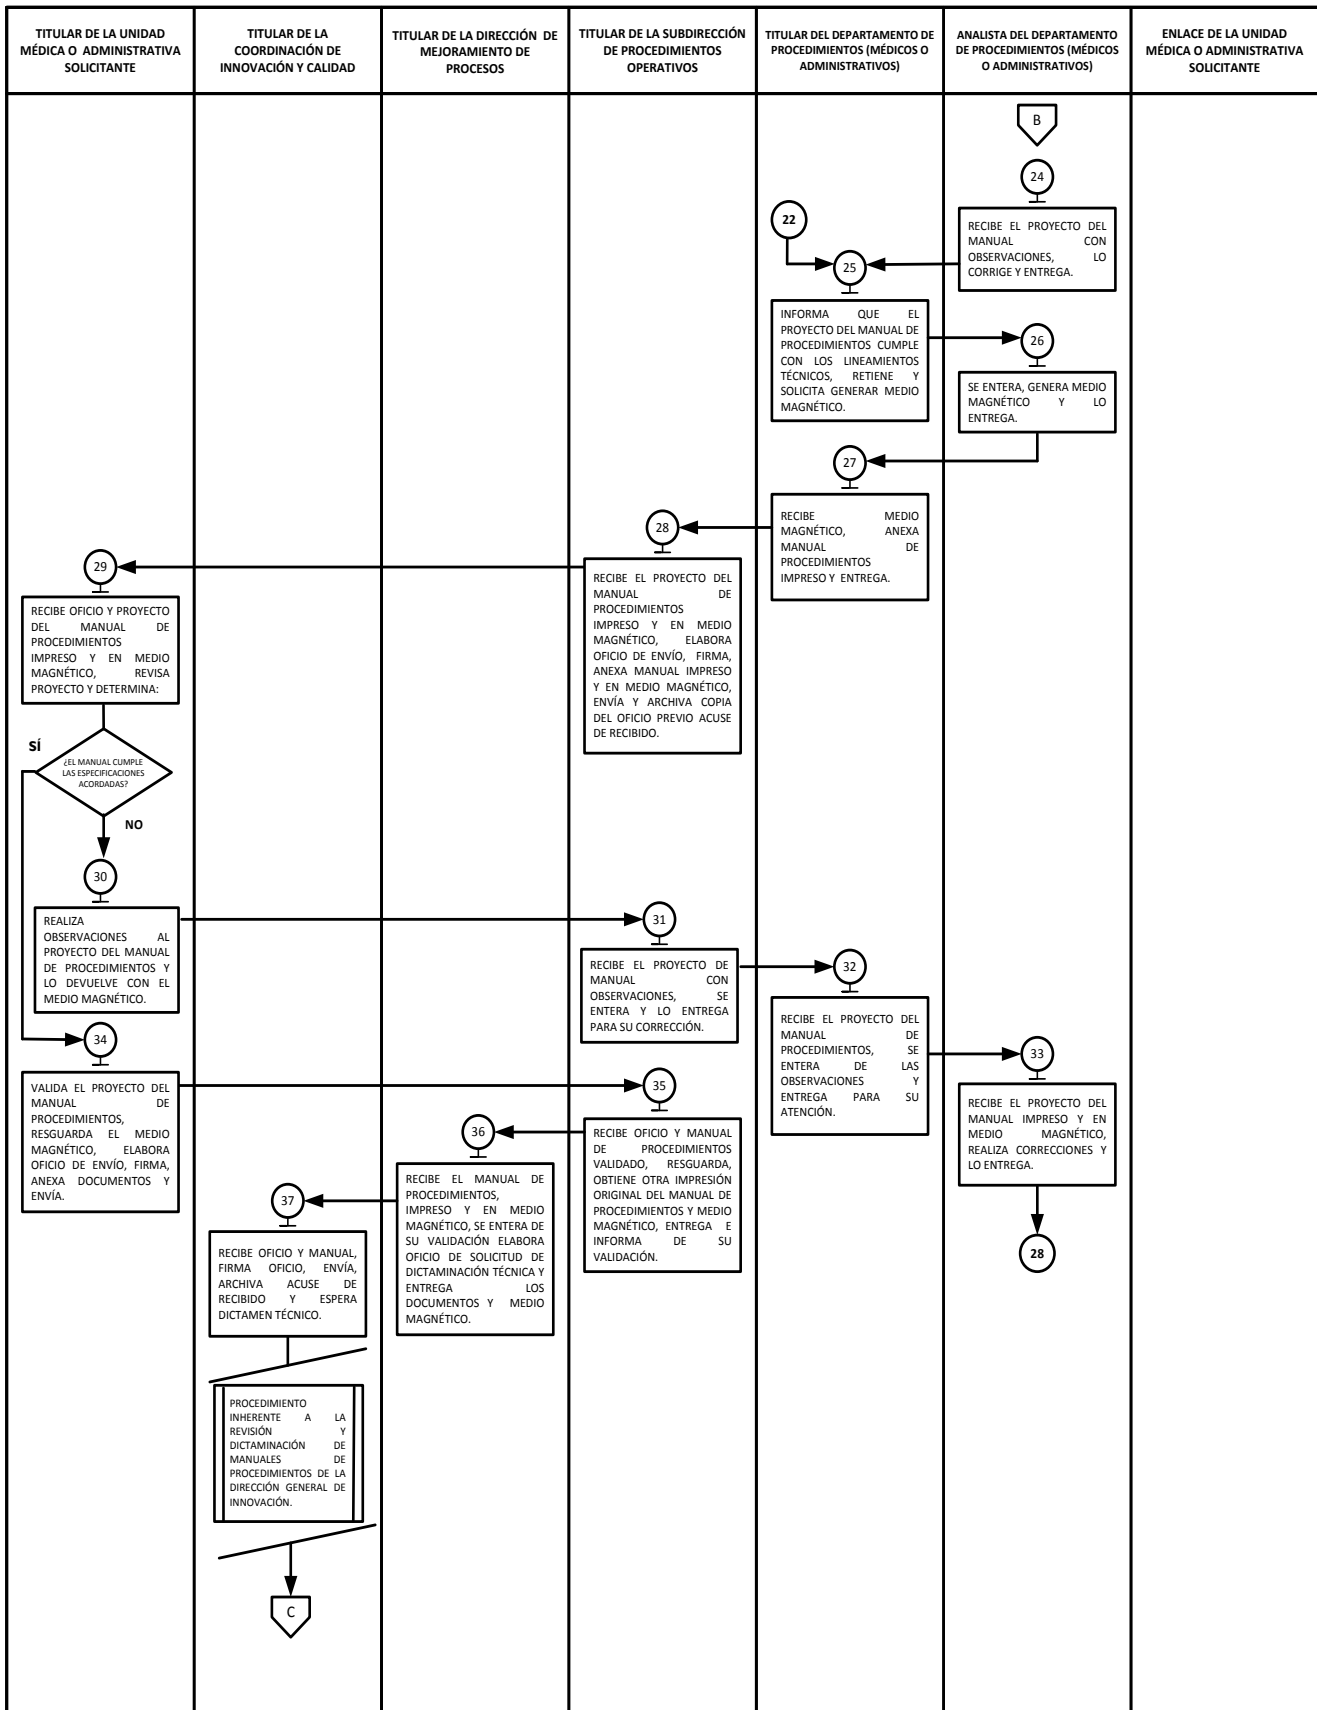 TITULAR DE LA UNIDAD
MÉDICA O ADMINISTRATIVA
SOLICITANTE
TITULAR DE LA
COORDINACIÓN DE
INNOVACIÓN Y CALIDAD
TITULAR DE LA DIRECCIÓN DE
MEJORAMIENTO DE
PROCESOS
TITULAR DE LA SUBDIRECCIÓN
DE PROCEDIMIENTOS
OPERATIVOS
TITULAR DEL DEPARTAMENTO DE
PROCEDIMIENTOS (MÉDICOS O
ADMINISTRATIVOS)
ANALISTA DEL DEPARTAMENTO
DE PROCEDIMIENTOS (MÉDICOS
O ADMINISTRATIVOS)
ENLACE DE LA UNIDAD
MÉDICA O ADMINISTRATIVA
SOLICITANTE
B
24
RECIBE EL PROYECTO DEL
MANUAL CON
OBSERVACIONES, LO
CORRIGE Y ENTREGA.
22
25
INFORMA QUE EL
PROYECTO DEL MANUAL DE
PROCEDIMIENTOS CUMPLE
CON LOS LINEAMIENTOS
TÉCNICOS, RETIENE Y
SOLICITA GENERAR MEDIO
MAGNÉTICO.
26
SE ENTERA, GENERA MEDIO
MAGNÉTICO Y LO
ENTREGA.
27
RECIBE MEDIO
MAGNÉTICO, ANEXA
MANUAL DE
PROCEDIMIENTOS
IMPRESO Y ENTREGA.
28
RECIBE EL PROYECTO DEL
MANUAL DE
PROCEDIMIENTOS
IMPRESO Y EN MEDIO
MAGNÉTICO, ELABORA
OFICIO DE ENVÍO, FIRMA,
ANEXA MANUAL IMPRESO
Y EN MEDIO MAGNÉTICO,
ENVÍA Y ARCHIVA COPIA
DEL OFICIO PREVIO ACUSE
DE RECIBIDO.
29
RECIBE OFICIO Y PROYECTO
DEL MANUAL DE
PROCEDIMIENTOS
IMPRESO Y EN MEDIO
MAGNÉTICO, REVISA
PROYECTO Y DETERMINA:
SÍ
¿EL MANUAL CUMPLE
LAS ESPECIFICACIONES
ACORDADAS?
NO
30
REALIZA
OBSERVACIONES AL
PROYECTO DEL MANUAL
DE PROCEDIMIENTOS Y
LO DEVUELVE CON EL
MEDIO MAGNÉTICO.
31
RECIBE EL PROYECTO DE
MANUAL CON
OBSERVACIONES, SE
ENTERA Y LO ENTREGA
PARA SU CORRECCIÓN.
32
RECIBE EL PROYECTO DEL
MANUAL DE
PROCEDIMIENTOS, SE
ENTERA DE LAS
OBSERVACIONES Y
ENTREGA PARA SU
ATENCIÓN.
33
RECIBE EL PROYECTO DEL
MANUAL IMPRESO Y EN
MEDIO MAGNÉTICO,
REALIZA CORRECCIONES Y
LO ENTREGA.
28
34
VALIDA EL PROYECTO DEL
MANUAL DE
PROCEDIMIENTOS,
RESGUARDA EL MEDIO
MAGNÉTICO, ELABORA
OFICIO DE ENVÍO, FIRMA,
ANEXA DOCUMENTOS Y
ENVÍA.
35
RECIBE OFICIO Y MANUAL
DE PROCEDIMIENTOS
VALIDADO, RESGUARDA,
OBTIENE OTRA IMPRESIÓN
ORIGINAL DEL MANUAL DE
PROCEDIMIENTOS Y MEDIO
MAGNÉTICO, ENTREGA E
INFORMA DE SU
VALIDACIÓN.
36
RECIBE EL MANUAL DE
PROCEDIMIENTOS,
IMPRESO Y EN MEDIO
MAGNÉTICO, SE ENTERA DE
SU VALIDACIÓN ELABORA
OFICIO DE SOLICITUD DE
DICTAMINACIÓN TÉCNICA Y
ENTREGA LOS
DOCUMENTOS Y MEDIO
MAGNÉTICO.
37
RECIBE OFICIO Y MANUAL,
FIRMA OFICIO, ENVÍA,
ARCHIVA ACUSE DE
RECIBIDO Y ESPERA
DICTAMEN TÉCNICO.
PROCEDIMIENTO
INHERENTE A LA
REVISIÓN Y
DICTAMINACIÓN DE
MANUALES DE
PROCEDIMIENTOS DE LA
DIRECCIÓN GENERAL DE
INNOVACIÓN.
C